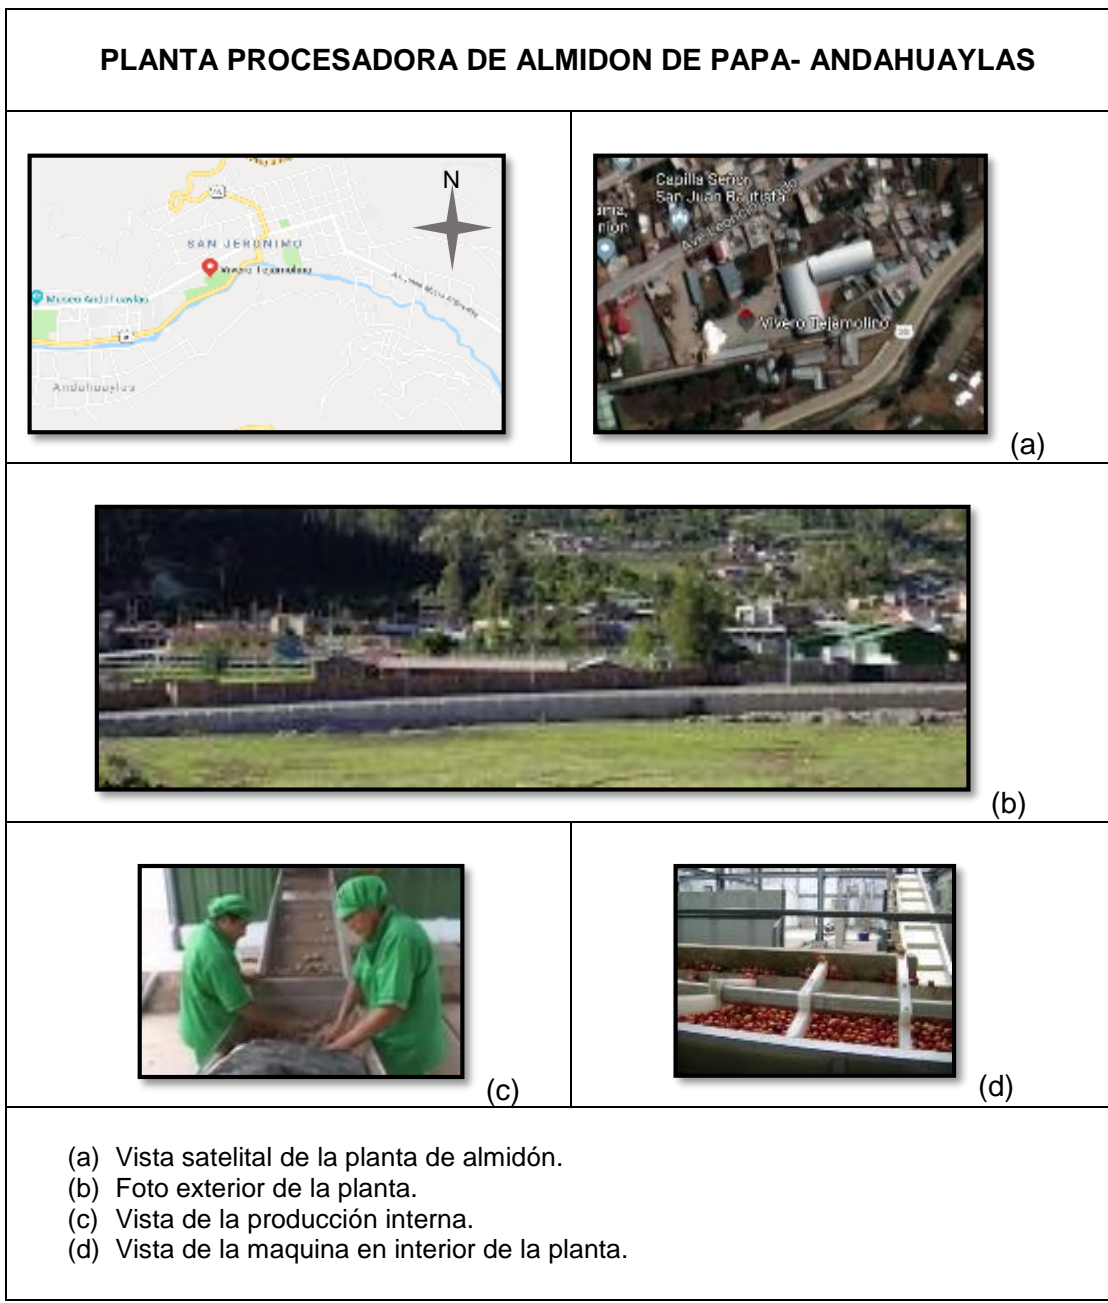 PLANTA PROCESADORA DE ALMIDON DE PAPA- ANDAHUAYLAS
N
SAN JERONIMO
Vivero Tejamolino
Museo Andahuaylas
Andahuaylas
Capilla Señor
San Juan Bautista
Vivero Tejamolino
(a)
(b)
(c)
(d)
(a) Vista satelital de la planta de almidón.
(b) Foto exterior de la planta.
(c) Vista de la producción interna.
(d) Vista de la maquina en interior de la planta.